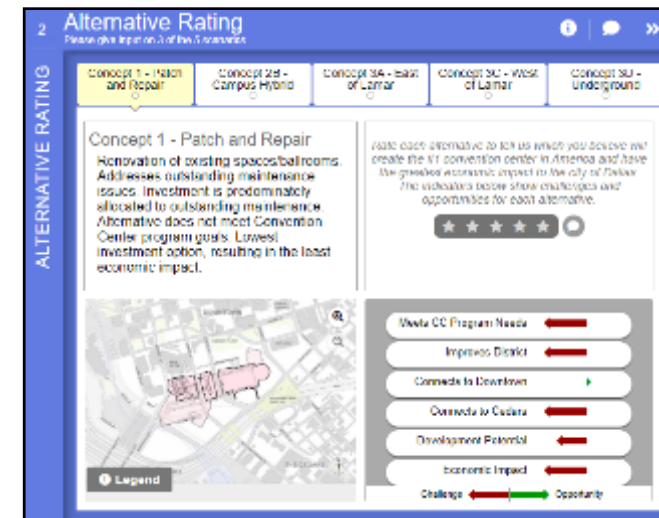 2
Alternative Rating
Please give input on 3 of the 5 scenarios
ALTERNATIVE RATING
Concept 1 - Patch
and Repair
Concept 2B -
Campus Hybrid
Concept 3A - East
of Lamar
Concept 3C - West
of Lamar
Concept 3D -
Underground
Concept 1 - Patch and Repair
Renovation of existing spaces/ballrooms.
Addresses outstanding maintenance
issues. Investment is predominately
allocated to outstanding maintenance.
Alternative does not meet Convention
Center program goals. Lowest
investment option, resulting in the least
economic impact.
Rate each alternative to tell us which you believe will
create the #1 convention center in America and have
the greatest economic impact to the city of Dallas.
The indicators below show challenges and
opportunities for each alternative.
Legend
Meets CC Program Needs
Improves District
Connects to Downtown
Connects to Cedars
Development Potential
Economic Impact
Challenge
Opportunity